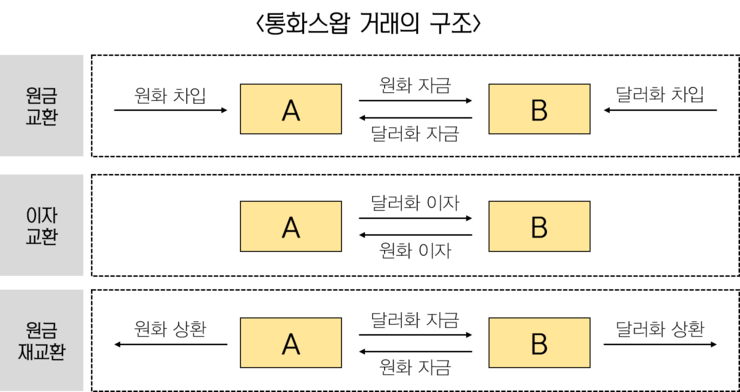 <통화스왑 거래의 구조>
원금
교환
원화 차입
A
원화 자금
달러화 자금
B
달러화 차입
이자
교환
A
달러화 이자
원화 이자
B
원금
재교환
원화 상환
A
달러화 자금
원화 자금
B
달러화 상환